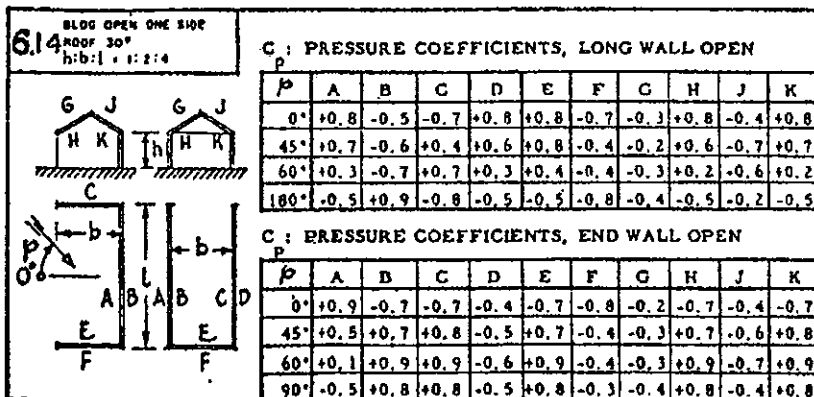 6.14 BLDG OPEN ONE SIDE
ROOF 30°
h:b:l = 1:2:4
G J G J
H K H K h
C
b b
β
0° l
A B A B C D
E E
F F
Cp: PRESSURE COEFFICIENTS, LONG WALL OPEN
β A B C D E F G H J K
0° +0.8 -0.5 -0.7 +0.8 +0.8 -0.7 -0.3 +0.8 -0.4 +0.8
45° +0.7 -0.6 +0.4 +0.6 +0.8 -0.4 -0.2 +0.6 -0.7 +0.7
60° +0.3 -0.7 +0.7 +0.3 +0.4 -0.4 -0.3 +0.2 -0.6 +0.2
180° -0.5 +0.9 -0.8 -0.5 -0.5 -0.8 -0.4 -0.5 -0.2 -0.5
Cp: PRESSURE COEFFICIENTS, END WALL OPEN
β A B C D E F G H J K
0° +0.9 -0.7 -0.7 -0.4 -0.7 -0.8 -0.2 -0.7 -0.4 -0.7
45° +0.5 +0.7 +0.8 -0.5 +0.7 -0.4 -0.3 +0.7 -0.6 +0.8
60° +0.1 +0.9 +0.9 -0.6 +0.9 -0.4 -0.3 +0.9 -0.7 +0.9
90° -0.5 +0.8 +0.8 -0.5 +0.8 -0.3 -0.4 +0.8 -0.4 +0.8